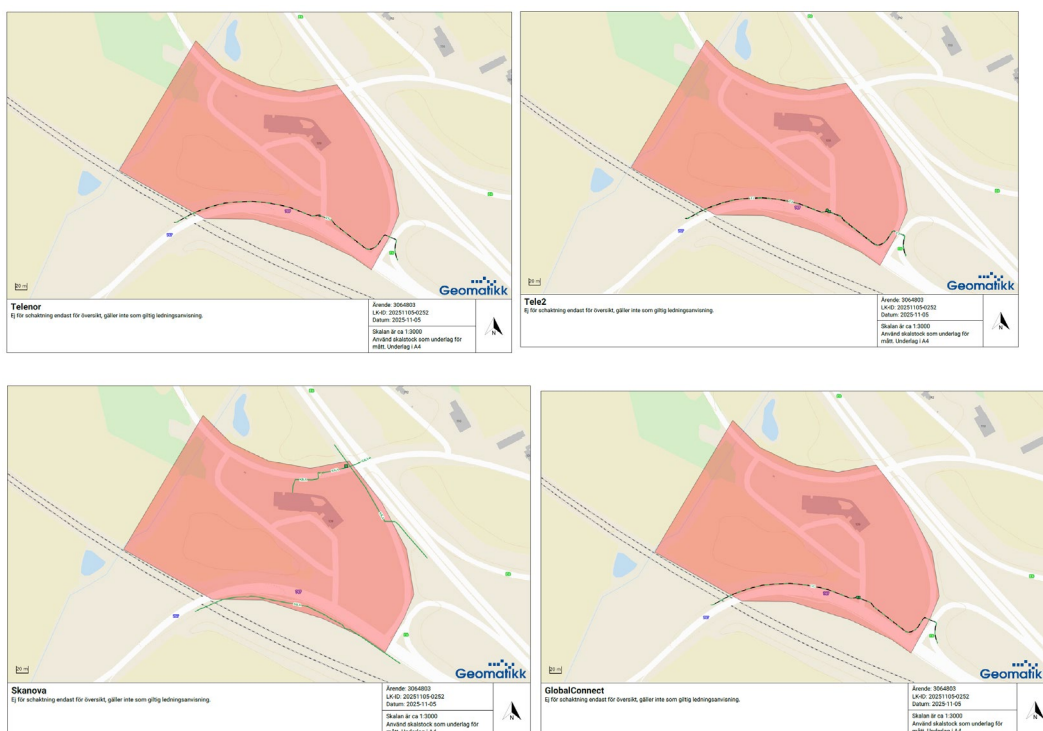 20 m
Geomatikk
Telenor
Ej för schaktning endast för översikt, gäller inte som giltig ledningsanvisning.
Ärende: 3064803
LK-ID: 20251105-0252
Datum: 2025-11-05
Skalan är ca 1:3000
Använd skalstock som underlag för
mått. Underlag i A4
N
20 m
Geomatikk
Tele2
Ej för schaktning endast för översikt, gäller inte som giltig ledningsanvisning.
Ärende: 3064803
LK-ID: 20251105-0252
Datum: 2025-11-05
Skalan är ca 1:3000
Använd skalstock som underlag för
mått. Underlag i A4
N
20 m
Geomatikk
Skanova
Ej för schaktning endast för översikt, gäller inte som giltig ledningsanvisning.
Ärende: 3064803
LK-ID: 20251105-0252
Datum: 2025-11-05
Skalan är ca 1:3000
Använd skalstock som underlag för
mått. Underlag i A4
N
20 m
Geomatikk
GlobalConnect
Ej för schaktning endast för översikt, gäller inte som giltig ledningsanvisning.
Ärende: 3064803
LK-ID: 20251105-0252
Datum: 2025-11-05
Skalan är ca 1:3000
Använd skalstock som underlag för
mått. Underlag i A4
N